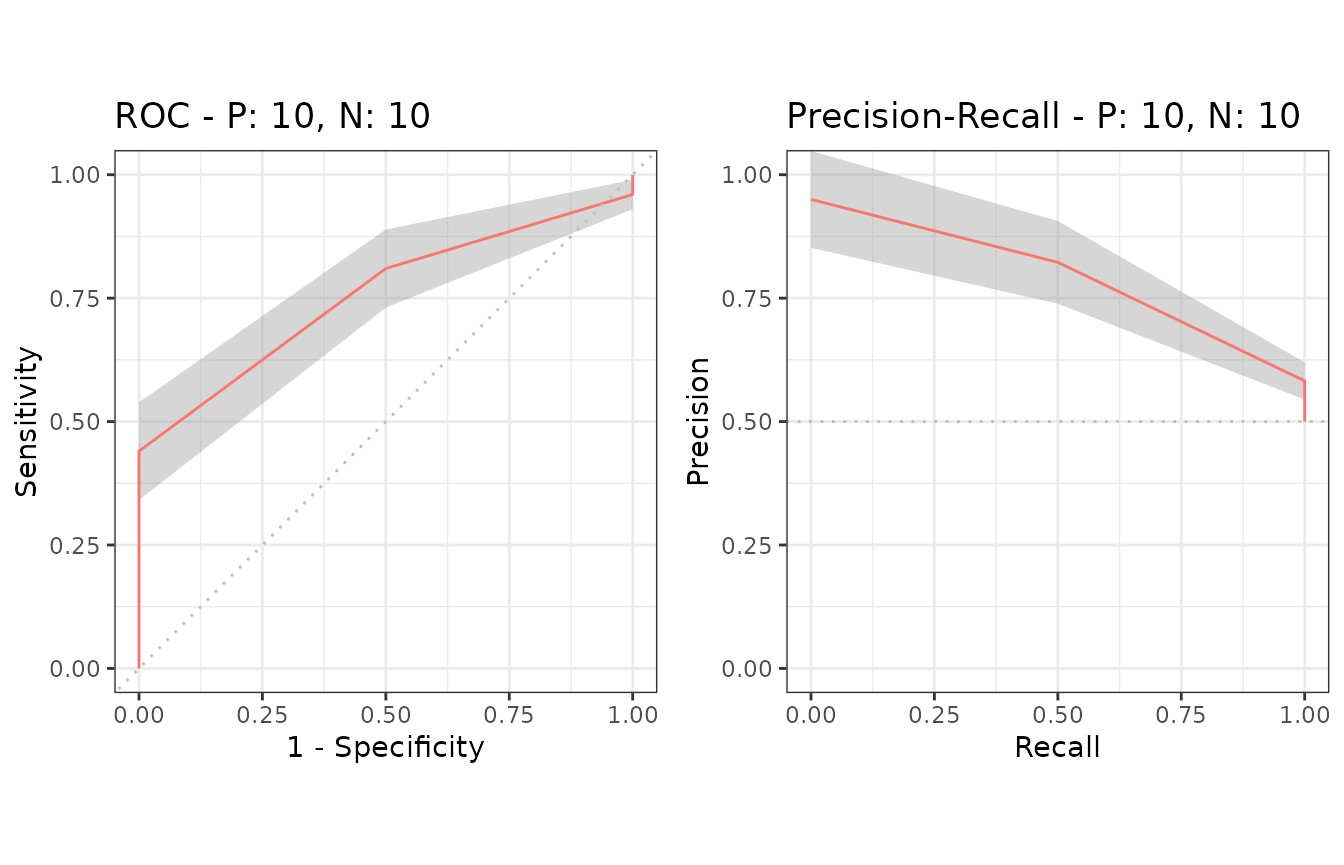 ROC - P: 10, N: 10
Sensitivity
1.00
0.75
0.50
0.25
0.00
0.00 0.25 0.50 0.75 1.00
1 - Specificity
Precision-Recall - P: 10, N: 10
Precision
1.00
0.75
0.50
0.25
0.00
0.00 0.25 0.50 0.75 1.00
Recall